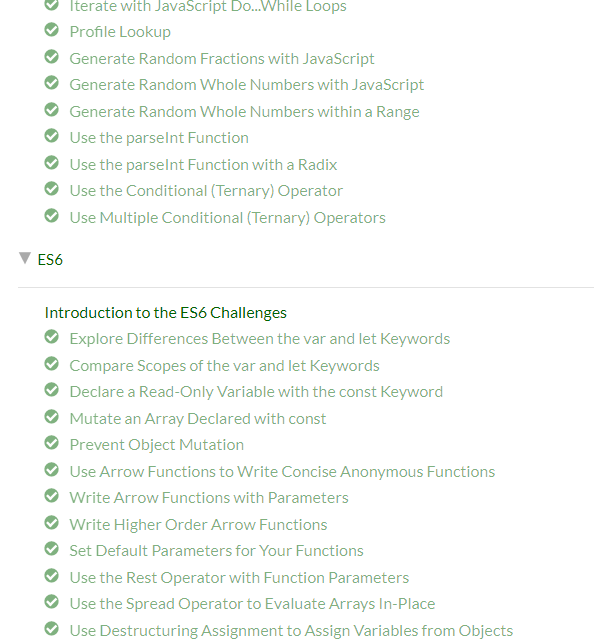 Iterate with JavaScript Do...While Loops
Profile Lookup
Generate Random Fractions with JavaScript
Generate Random Whole Numbers with JavaScript
Generate Random Whole Numbers within a Range
Use the parseInt Function
Use the parseInt Function with a Radix
Use the Conditional (Ternary) Operator
Use Multiple Conditional (Ternary) Operators
ES6
Introduction to the ES6 Challenges
Explore Differences Between the var and let Keywords
Compare Scopes of the var and let Keywords
Declare a Read-Only Variable with the const Keyword
Mutate an Array Declared with const
Prevent Object Mutation
Use Arrow Functions to Write Concise Anonymous Functions
Write Arrow Functions with Parameters
Write Higher Order Arrow Functions
Set Default Parameters for Your Functions
Use the Rest Operator with Function Parameters
Use the Spread Operator to Evaluate Arrays In-Place
Use Destructuring Assignment to Assign Variables from Objects